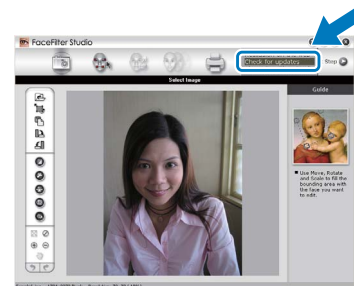 FaceFilter Studio
Check for updates
Stop
Select Image
Guide
Use Move, Rotate
and Scale to fill the
bounding area with
the face you want
to edit.